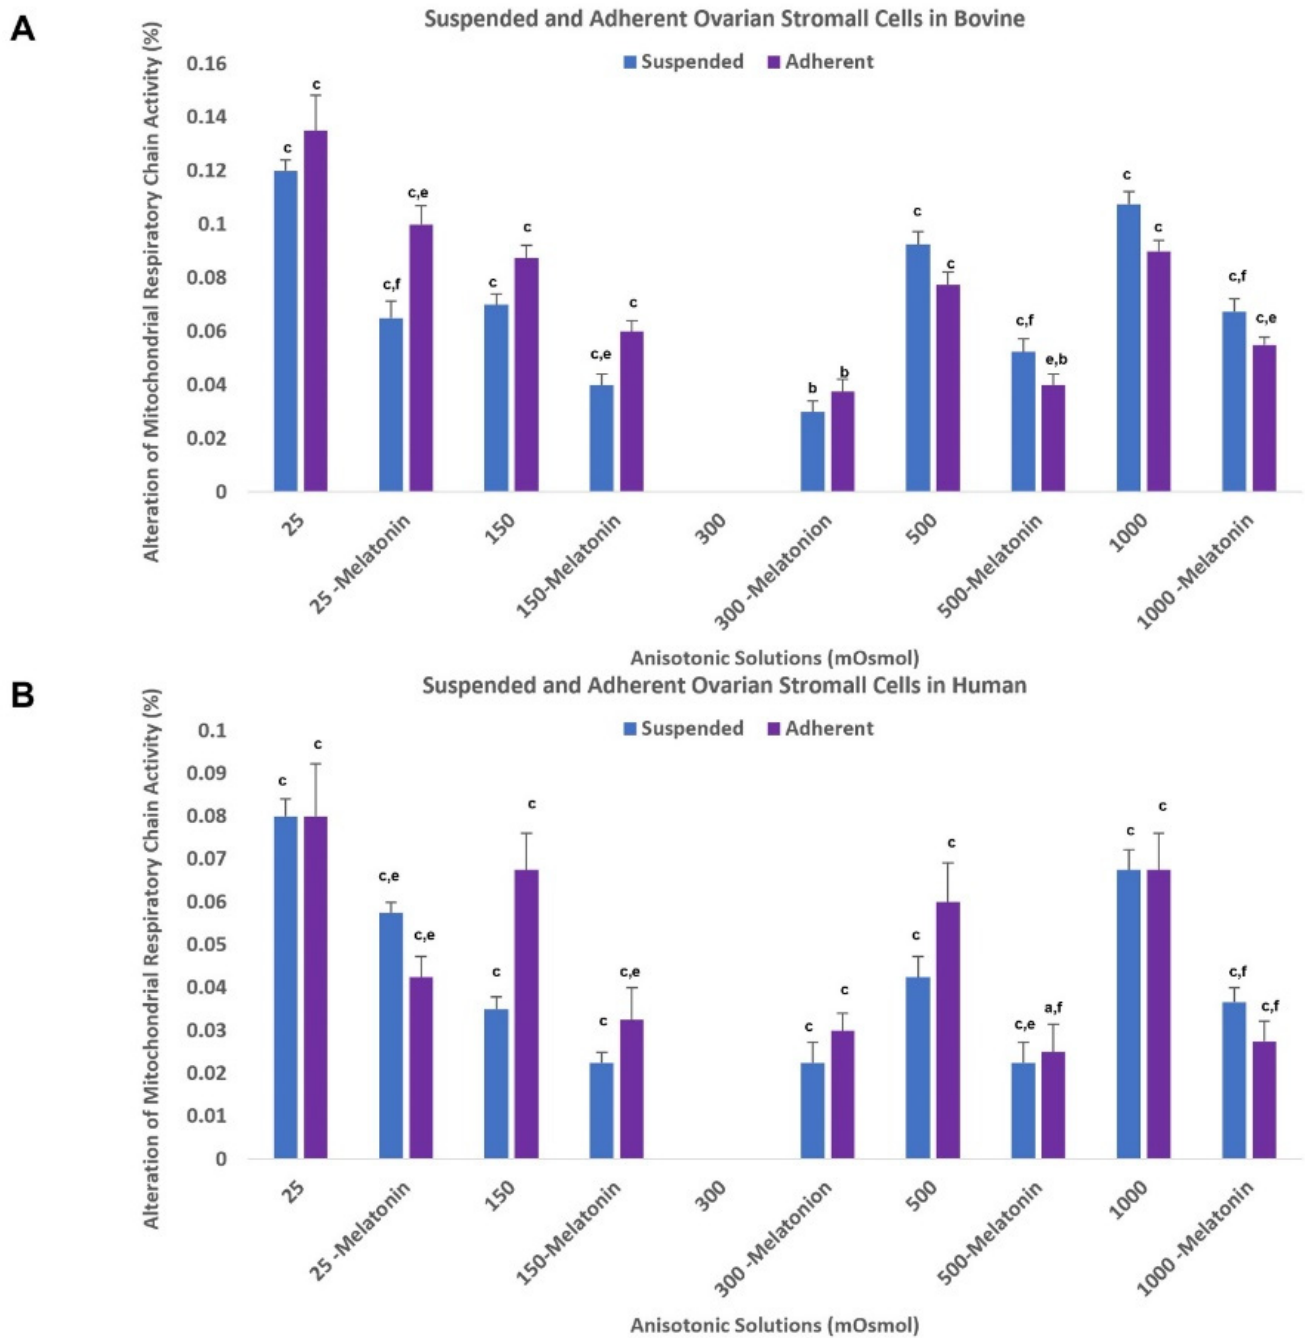 A
Suspended and Adherent Ovarian Stromall Cells in Bovine
Suspended Adherent
Alteration of Mitochondrial Respiratory Chain Activity (%)
0.16
0.14
0.12
0.1
0.08
0.06
0.04
0.02
0
c
c
c,f
c,e
c
c
c,e
c
b
b
c
c
c,f
e,b
c
c
c,f
c,e
25
25 -Melatonin
150
150-Melatonin
300
300 -Melatonion
500
500-Melatonin
1000
1000 -Melatonin
Anisotonic Solutions (mOsmol)
B
Suspended and Adherent Ovarian Stromall Cells in Human
Suspended Adherent
Alteration of Mitochondrial Respiratory Chain Activity (%)
0.1
0.09
0.08
0.07
0.06
0.05
0.04
0.03
0.02
0.01
0
c
c
c,e
c,e
c
c
c
c,e
c
c
c
c
c,e
a,f
c
c
c,f
c,f
25
25 -Melatonin
150
150-Melatonin
300
300 -Melatonion
500
500-Melatonin
1000
1000 -Melatonin
Anisotonic Solutions (mOsmol)